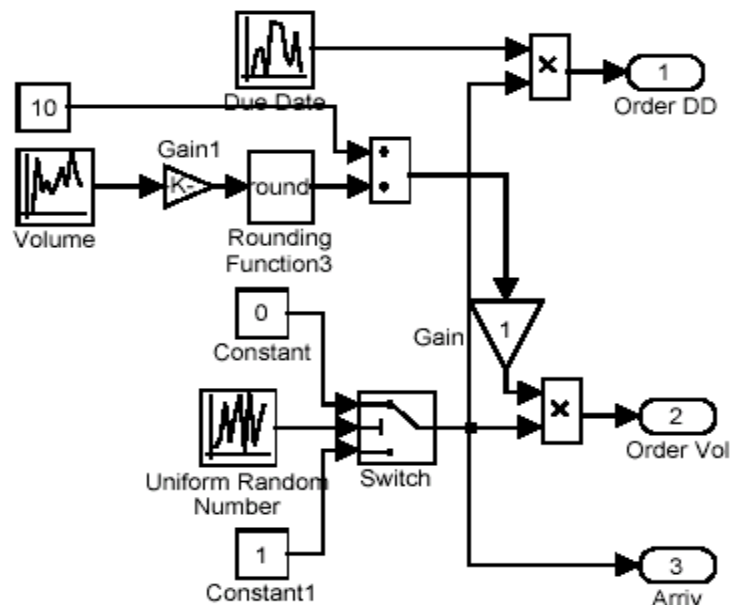 Due Date
×
1
Order DD
10
Gain1
-K-
round
Volume
Rounding
Function3
0
Constant
Gain
1
×
2
Order Vol
Uniform Random
Number
Switch
1
Constant1
3
Arriv